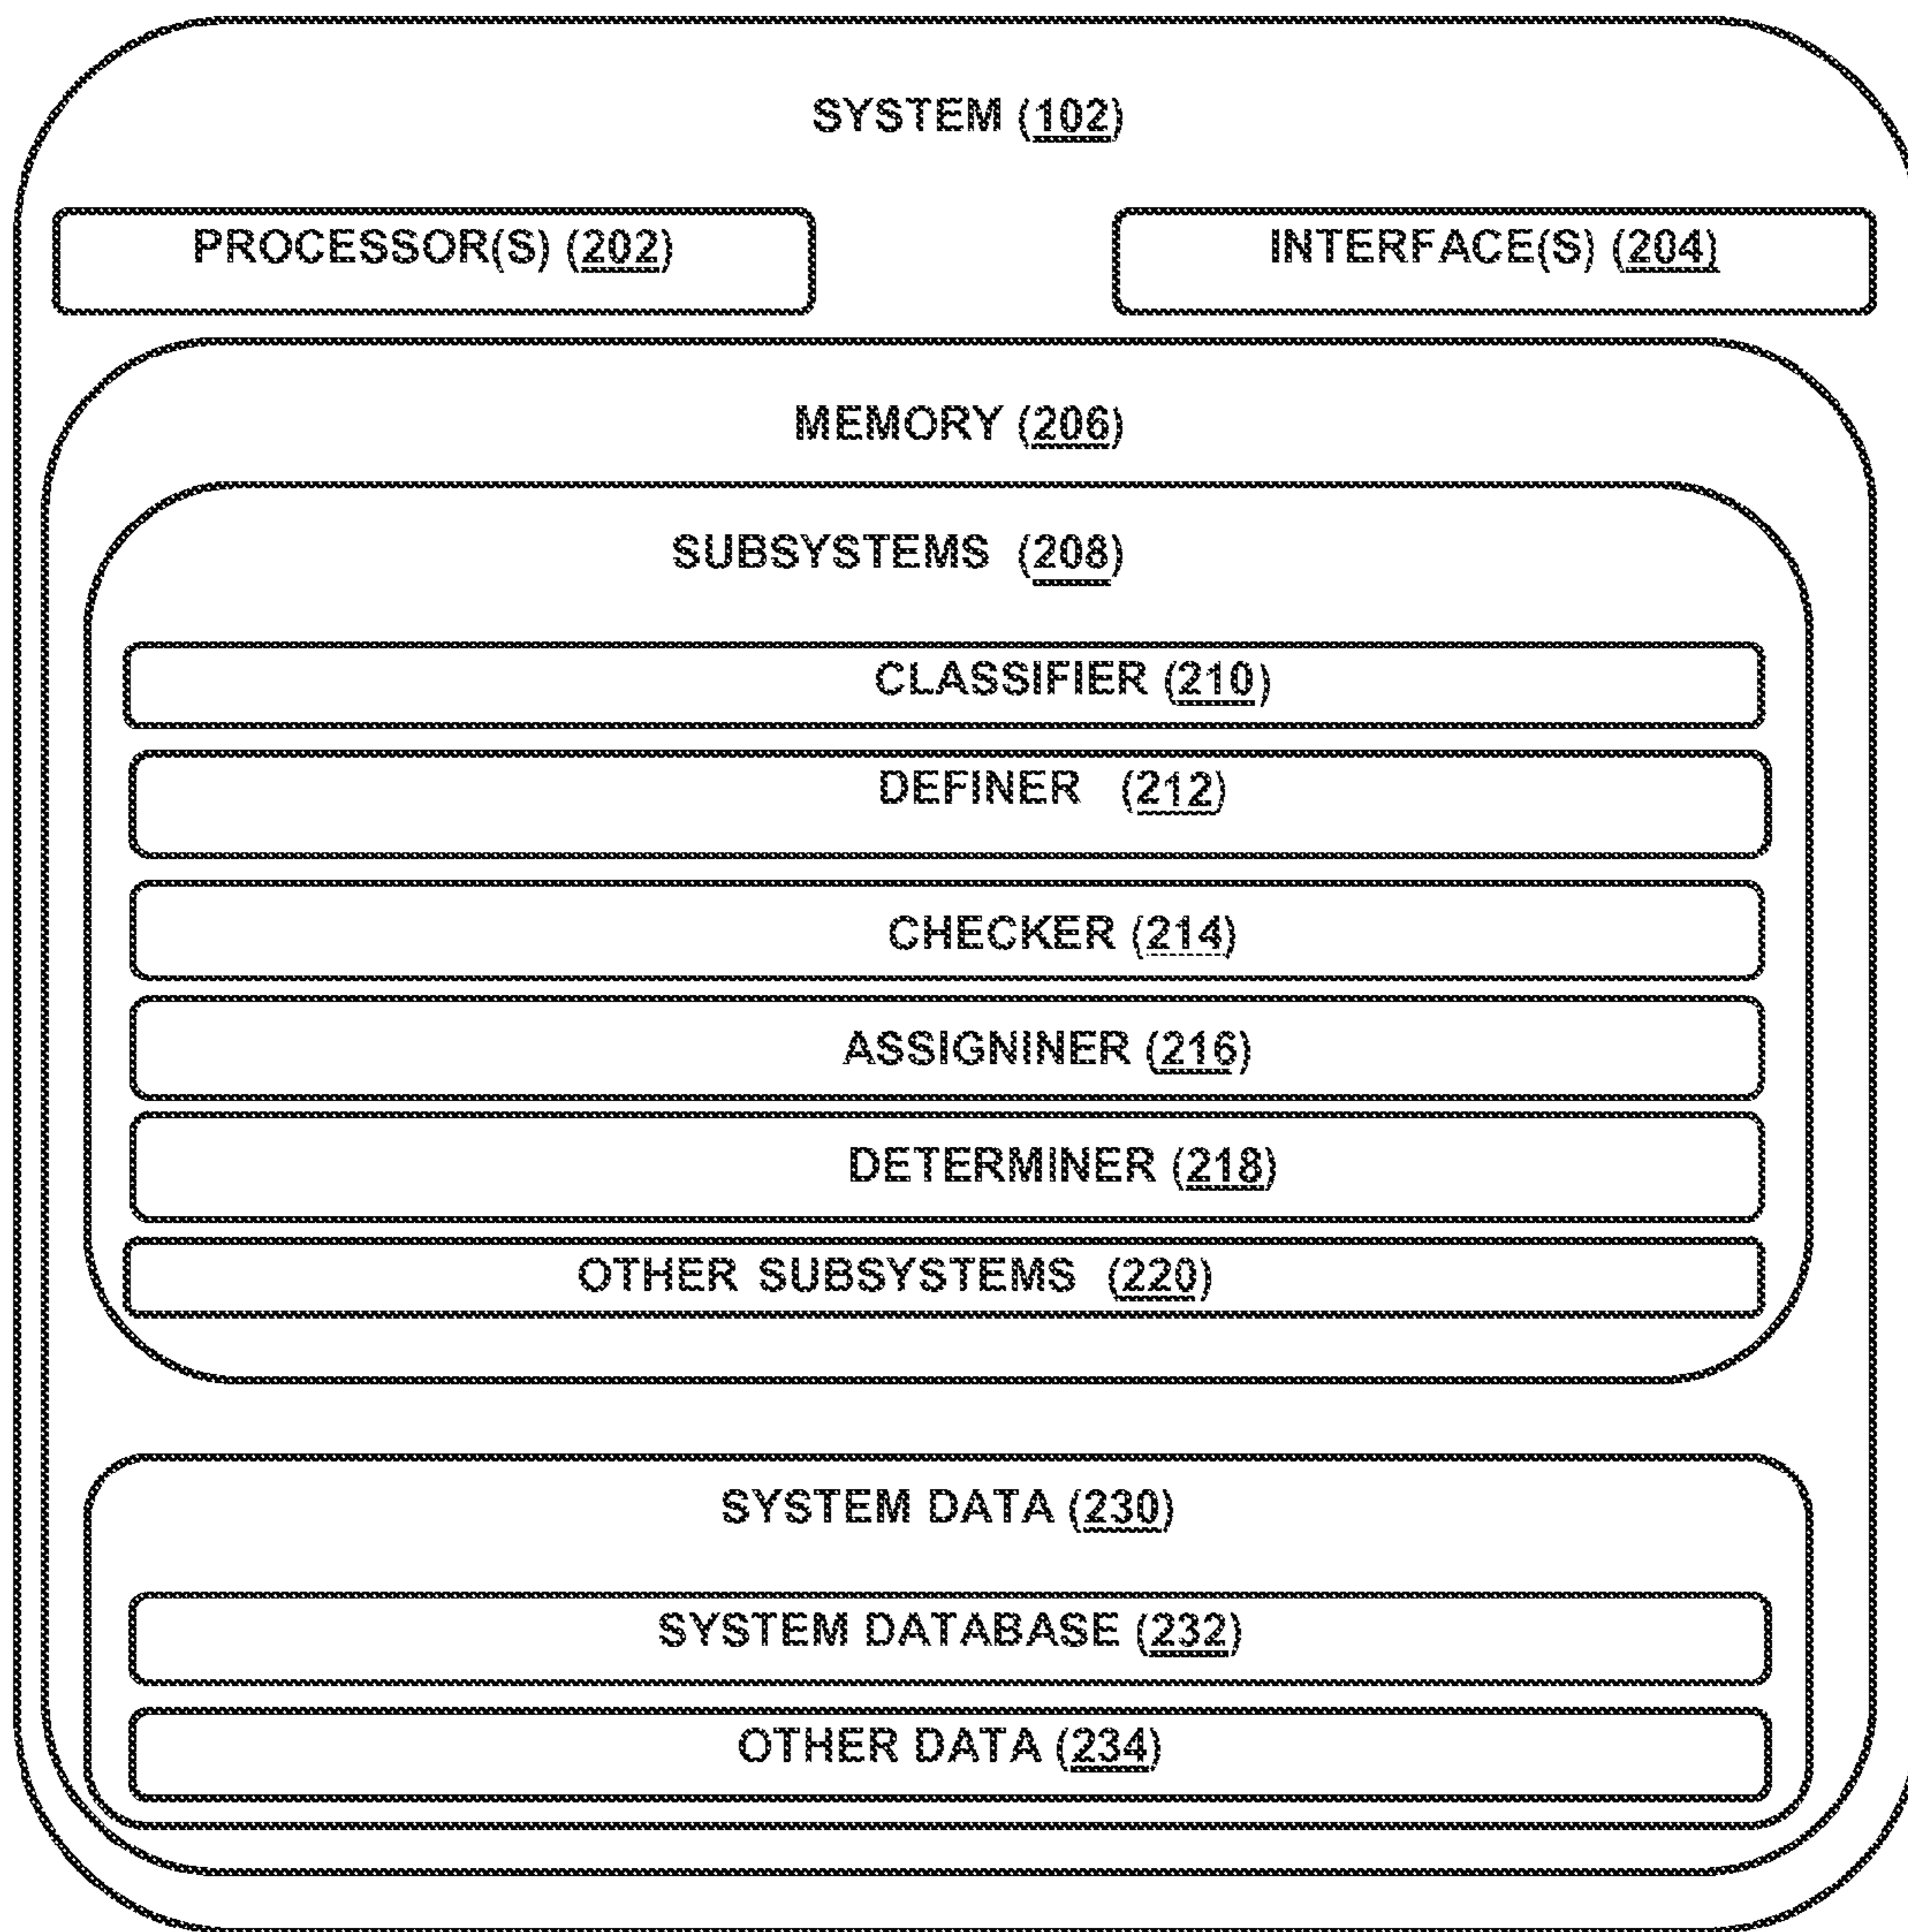 SYSTEM (102)
PROCESSOR(S) (202)
INTERFACE(S) (204)
MEMORY (206)
SUBSYSTEMS (208)
CLASSIFIER (210)
DEFINER (212)
CHECKER (214)
ASSIGNINER (216)
DETERMINER (218)
OTHER SUBSYSTEMS (220)
SYSTEM DATA (230)
SYSTEM DATABASE (232)
OTHER DATA (234)